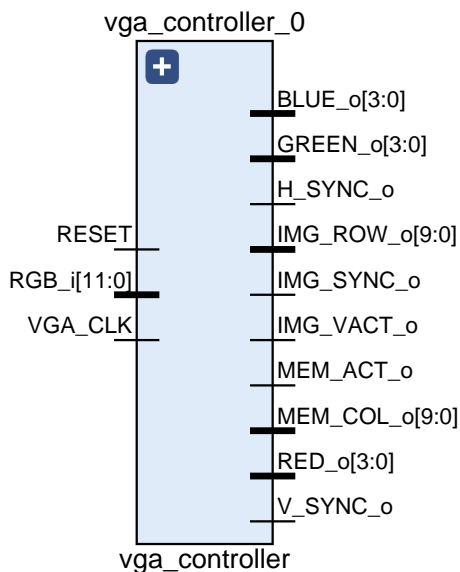 vga_controller_0
BLUE_o[3:0]
GREEN_o[3:0]
H_SYNC_o
RESET
IMG_ROW_o[9:0]
RGB_i[11:0]
IMG_SYNC_o
VGA_CLK
IMG_VACT_o
MEM_ACT_o
MEM_COL_o[9:0]
RED_o[3:0]
V_SYNC_o
vga_controller